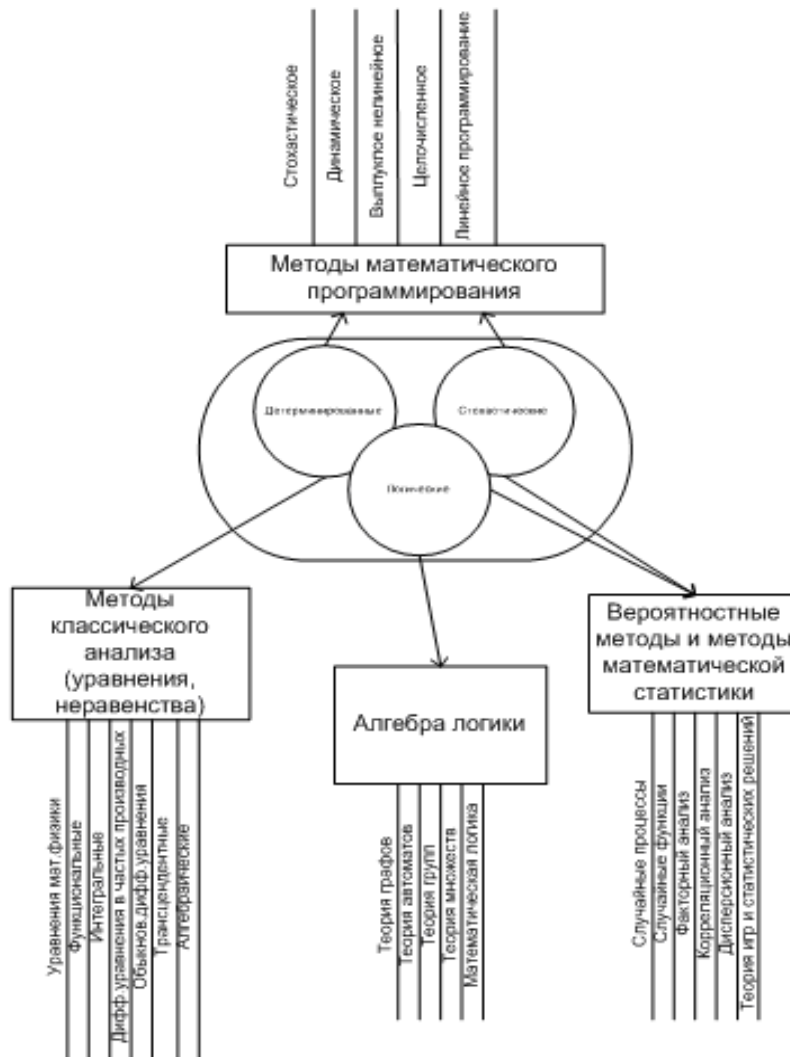 Стохастическое
Динамическое
Выпуклое нелинейное
Целочисленное
Линейное программирование
Методы математического
программирования
Детерминированные
Стохастические
Логические
Методы
классического
анализа
(уравнения,
неравенства)
Алгебра логики
Вероятностные
методы и методы
математической
статистики
Уравнения мат.физики
Функциональные
Интегральные
Дифф.уравнения в частых производных
Обыкнов.дифф.уравнения
Трансцендентные
Алгебраические
Теория графов
Теория автоматов
Теория групп
Теория множеств
Математическая логика
Случайные процессы
Случайные функции
Факторный анализ
Корреляционный анализ
Дисперсионный анализ
Теория игр и статистических решений